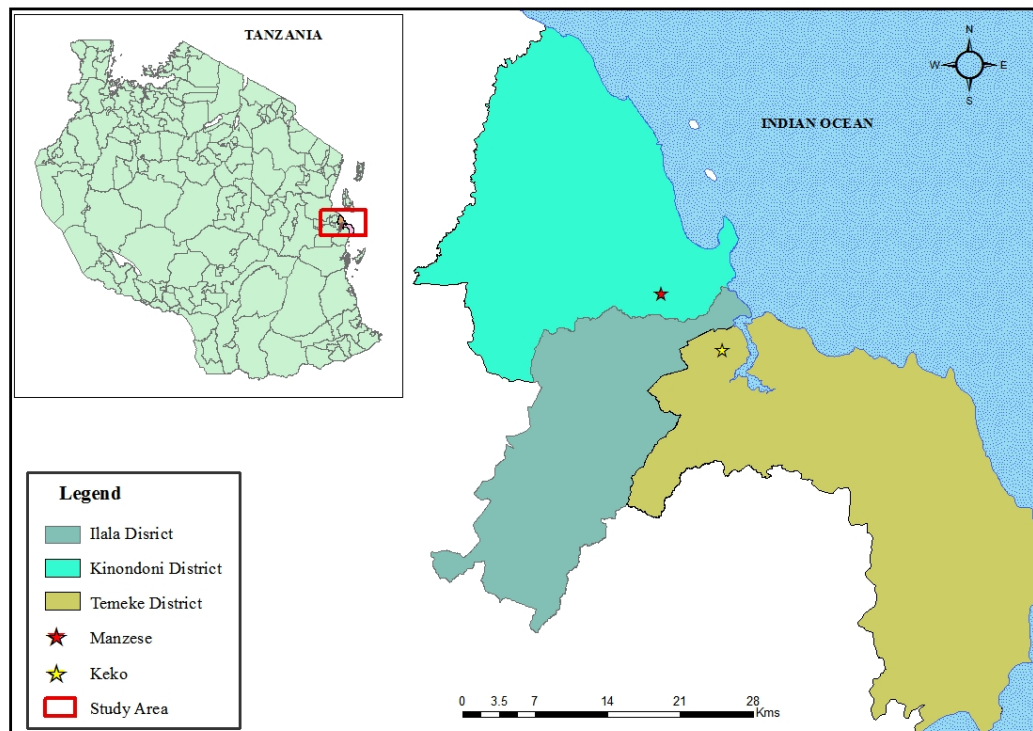 TANZANIA
N
W E
S
INDIAN OCEAN
Legend
Ilala Disrict
Kinondoni District
Temeke District
Manzese
Keko
Study Area
0 3.5 7 14 21 28
Kms